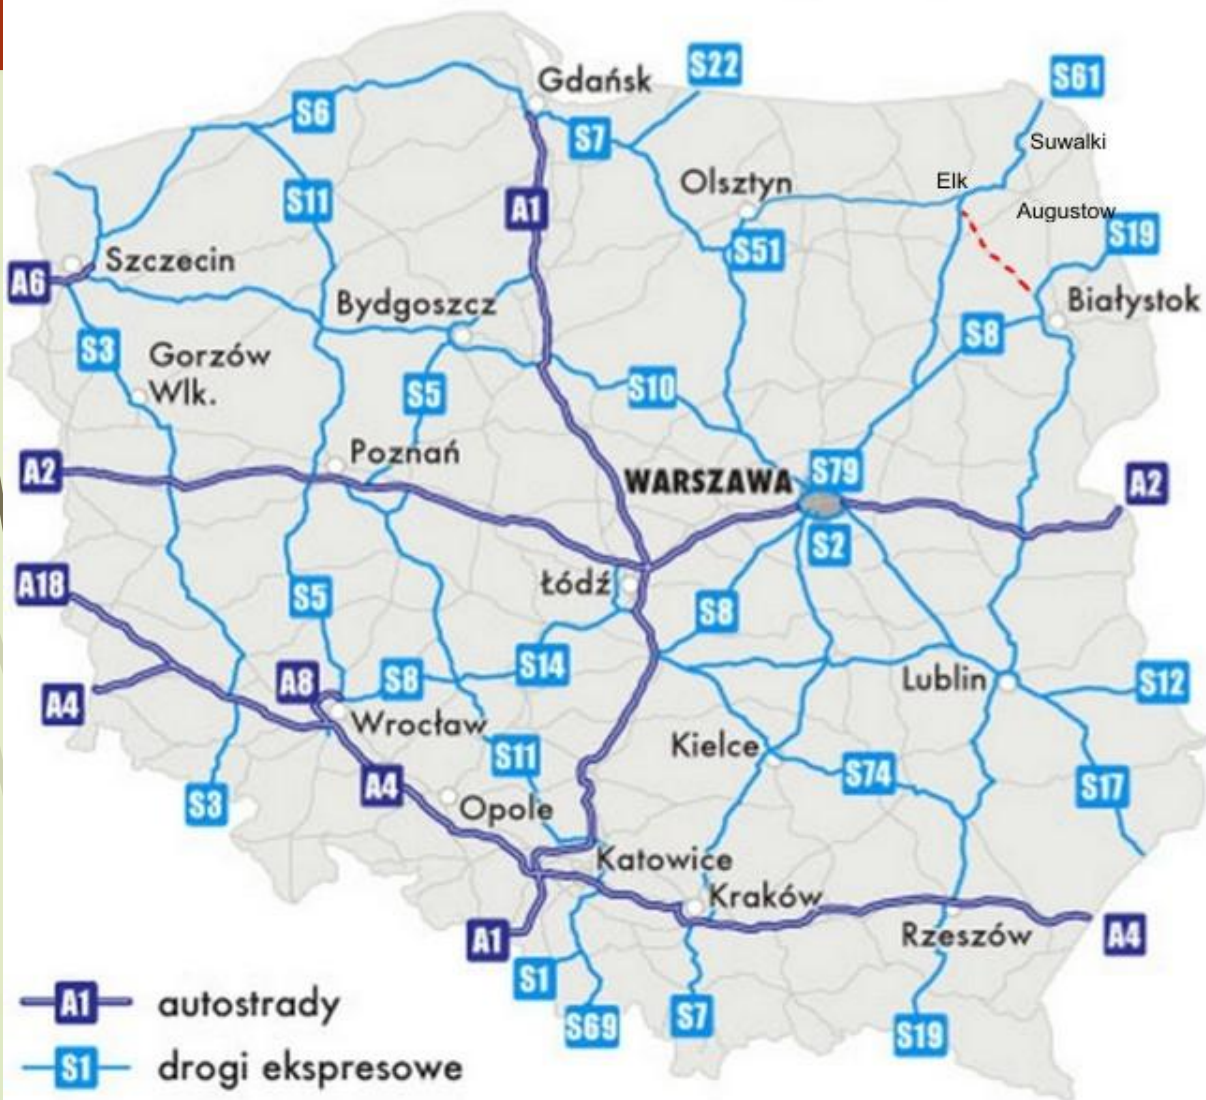 S22
S61
Gdańsk
S6
S7
Suwalki
Elk
Olsztyn
S11
A1
Augustow
S19
S51
Szczecin
A6
Bydgoszcz
Białystok
S8
S3
Gorzów
Wlk.
S5
S10
Poznań
A2
WARSZAWA
S79
A2
S2
A18
Łódź
S5
S8
S14
A8
S8
Lublin
S12
A4
Wrocław
Kielce
S11
S74
A4
S17
S3
Opole
Katowice
Kraków
A1
Rzeszów
A4
S1
S69
S7
S19
A1 autostrady
S1 drogi ekspresowe